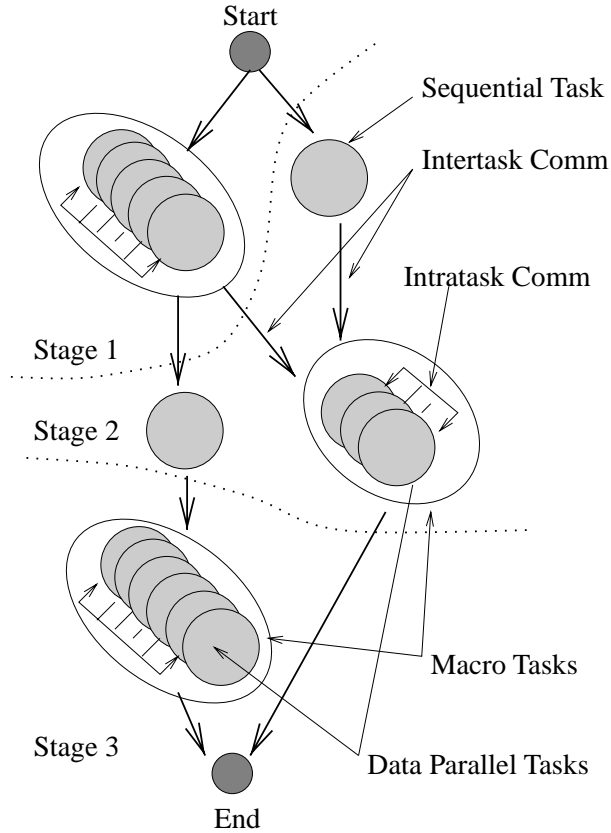 Start
Sequential Task
Intertask Comm
Intratask Comm
Stage 1
Stage 2
Macro Tasks
Stage 3
Data Parallel Tasks
End